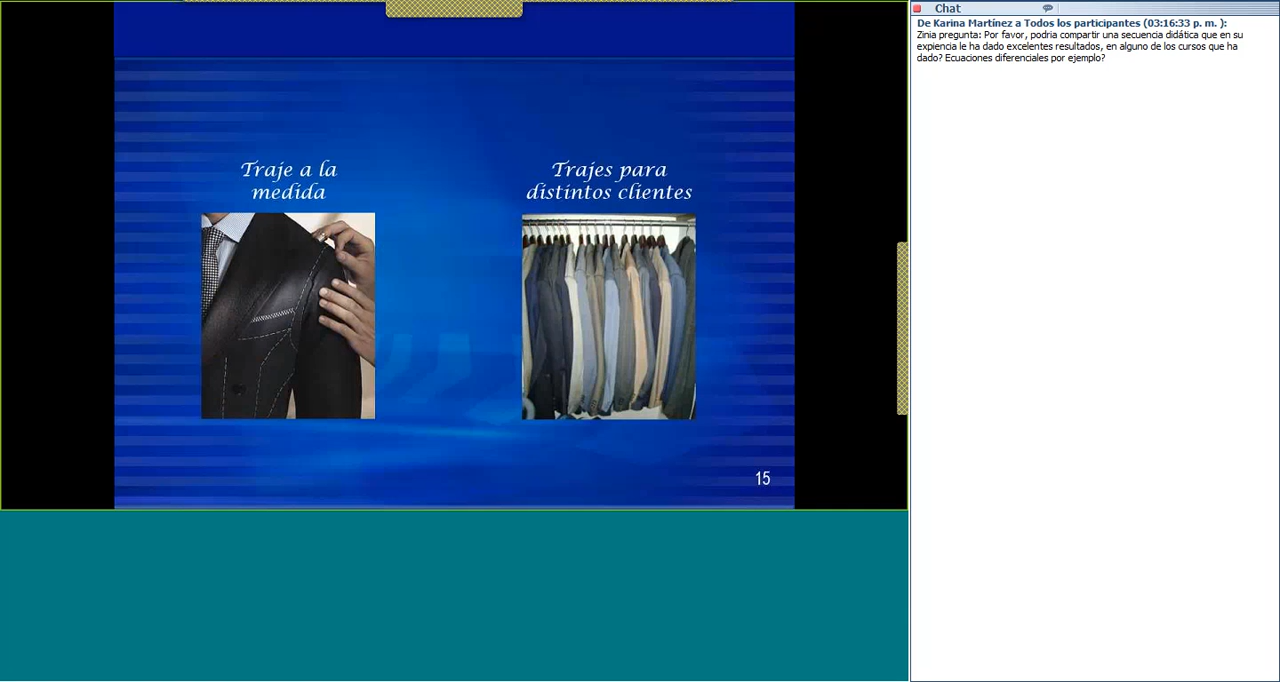 Traje a la
medida
Trajes para
distintos clientes
15
Chat
De Karina Martínez a Todos los participantes (03:16:33 p. m. ):
Zinia pregunta: Por favor, podria compartir una secuencia didática que en su
expiencia le ha dado excelentes resultados, en alguno de los cursos que ha
dado? Ecuaciones diferenciales por ejemplo?